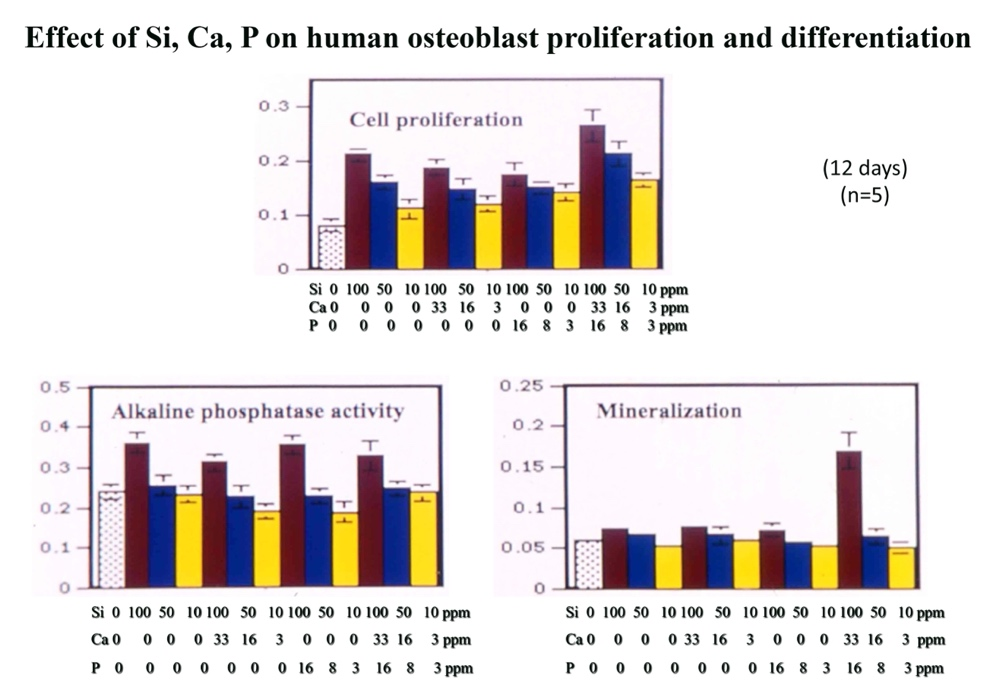 Effect of Si, Ca, P on human osteoblast proliferation and differentiation
Cell proliferation
0.3
0.2
0.1
0
(12 days)
(n=5)
Si 0 100 50 10 100 50 10 100 50 10 100 50 10 ppm
Ca 0 0 0 0 33 16 3 0 0 0 33 16 3 ppm
P 0 0 0 0 0 0 0 16 8 3 16 8 3 ppm
Alkaline phosphatase activity
0.5
0.4
0.3
0.2
0.1
0
Si 0 100 50 10 100 50 10 100 50 10 100 50 10 ppm
Ca 0 0 0 0 33 16 3 0 0 0 33 16 3 ppm
P 0 0 0 0 0 0 0 16 8 3 16 8 3 ppm
Mineralization
0.25
0.2
0.15
0.1
0.05
0
Si 0 100 50 10 100 50 10 100 50 10 100 50 10 ppm
Ca 0 0 0 0 33 16 3 0 0 0 33 16 3 ppm
P 0 0 0 0 0 0 0 16 8 3 16 8 3 ppm